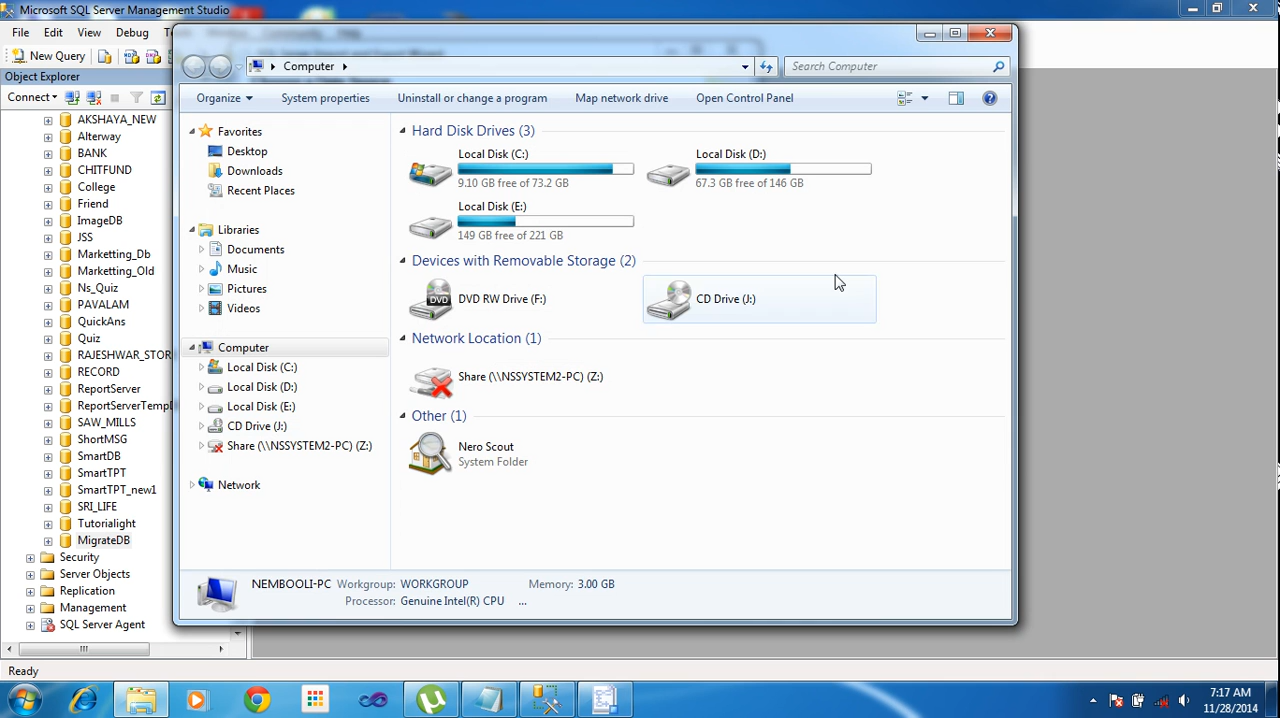 Microsoft SQL Server Management Studio
File Edit View Debug
New Query
Object Explorer
Connect
AKSHAYA_NEW
Alterway
BANK
CHITFUND
College
Friend
ImageDB
JSS
Marketting_Db
Marketting_Old
Ns_Quiz
PAVALAM
QuickAns
Quiz
RAJESHWAR_STOR
RECORD
ReportServer
ReportServerTemp
SAW_MILLS
ShortMSG
SmartDB
SmartTPT
SmartTPT_new1
SRI_LIFE
Tutorialight
MigrateDB
Security
Server Objects
Replication
Management
SQL Server Agent
Ready
Computer
Search Computer
Organize System properties Uninstall or change a program Map network drive Open Control Panel
Favorites
Desktop
Downloads
Recent Places
Libraries
Documents
Music
Pictures
Videos
Computer
Local Disk (C:)
Local Disk (D:)
Local Disk (E:)
CD Drive (J:)
Share (\\NSSYSTEM2-PC) (Z:)
Network
Hard Disk Drives (3)
Local Disk (C:)
9.10 GB free of 73.2 GB
Local Disk (D:)
67.3 GB free of 146 GB
Local Disk (E:)
149 GB free of 221 GB
Devices with Removable Storage (2)
DVD
DVD RW Drive (F:)
CD Drive (J:)
Network Location (1)
Share (\\NSSYSTEM2-PC) (Z:)
Other (1)
Nero Scout
System Folder
NEMBOOLI-PC Workgroup: WORKGROUP Memory: 3.00 GB
Processor: Genuine Intel(R) CPU ...
7:17 AM
11/28/2014